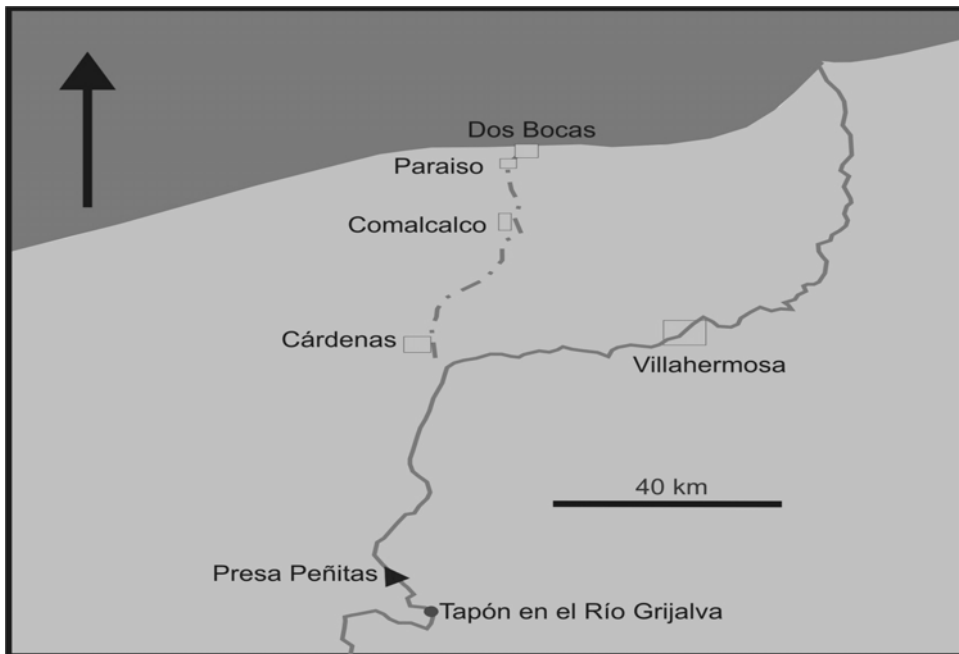 Dos Bocas
Paraiso
Comalcalco
Cárdenas
Villahermosa
40 km
Presa Peñitas
Tapón en el Río Grijalva